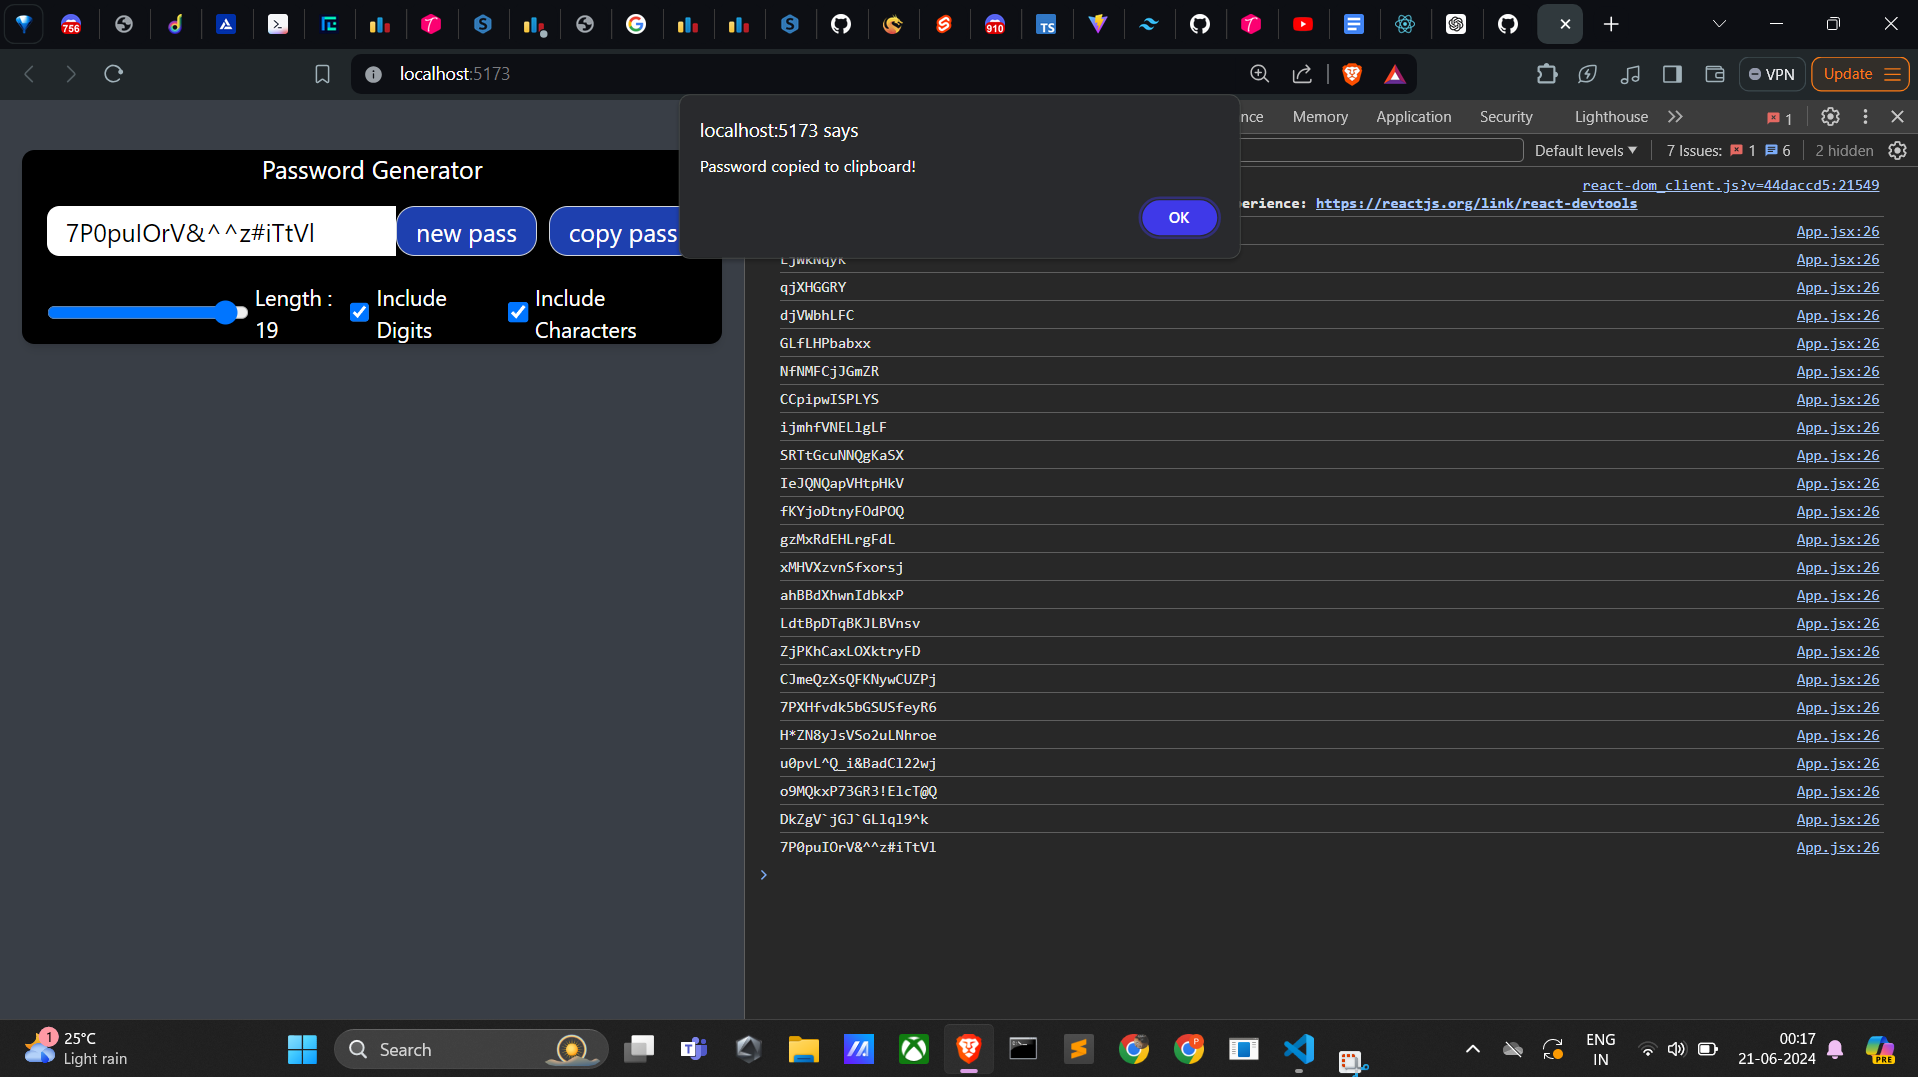 756
910
TS
localhost:5173
VPN
Update
localhost:5173 says
Password copied to clipboard!
OK
nce
Memory
Application
Security
Lighthouse
1
Default levels
7 Issues:
1
6
2 hidden
Password Generator
7P0puIOrV&^^z#iTtVl
new pass
copy pass
Length :
19
Include
Digits
Include
Characters
react-dom_client.js?v=44daccd5:21549
perience: https://reactjs.org/link/react-devtools
App.jsx:26
LjWkNqyK App.jsx:26
qjXHGGRY App.jsx:26
djVWbhLFC App.jsx:26
GLfLHPbabxx App.jsx:26
NfNMFCjJGmZR App.jsx:26
CCpipwISPLYS App.jsx:26
ijmhfVNELlgLF App.jsx:26
SRTtGcuNNQgKaSX App.jsx:26
IeJQNQapVHtpHkV App.jsx:26
fKYjoDtnyFOdPOQ App.jsx:26
gzMxRdEHLrgFdL App.jsx:26
xMHVXzvnSfxorsj App.jsx:26
ahBBdXhwnIdbkxP App.jsx:26
LdtBpDTqBKJLBVnsv App.jsx:26
ZjPKhCaxLOXktryFD App.jsx:26
CJmeQzXsQFKNywCUZPj App.jsx:26
7PXHfvdk5bGSUSfeyR6 App.jsx:26
H*ZN8yJsVSo2uLNhroe App.jsx:26
u0pvL^Q_i&BadCl22wj App.jsx:26
o9MQkxP73GR3!ElcT@Q App.jsx:26
DkZgV`jGJ`GLlql9^k App.jsx:26
7P0puIOrV&^^z#iTtVl App.jsx:26
1
25°C
Light rain
Search
ENG
IN
00:17
21-06-2024
PRE